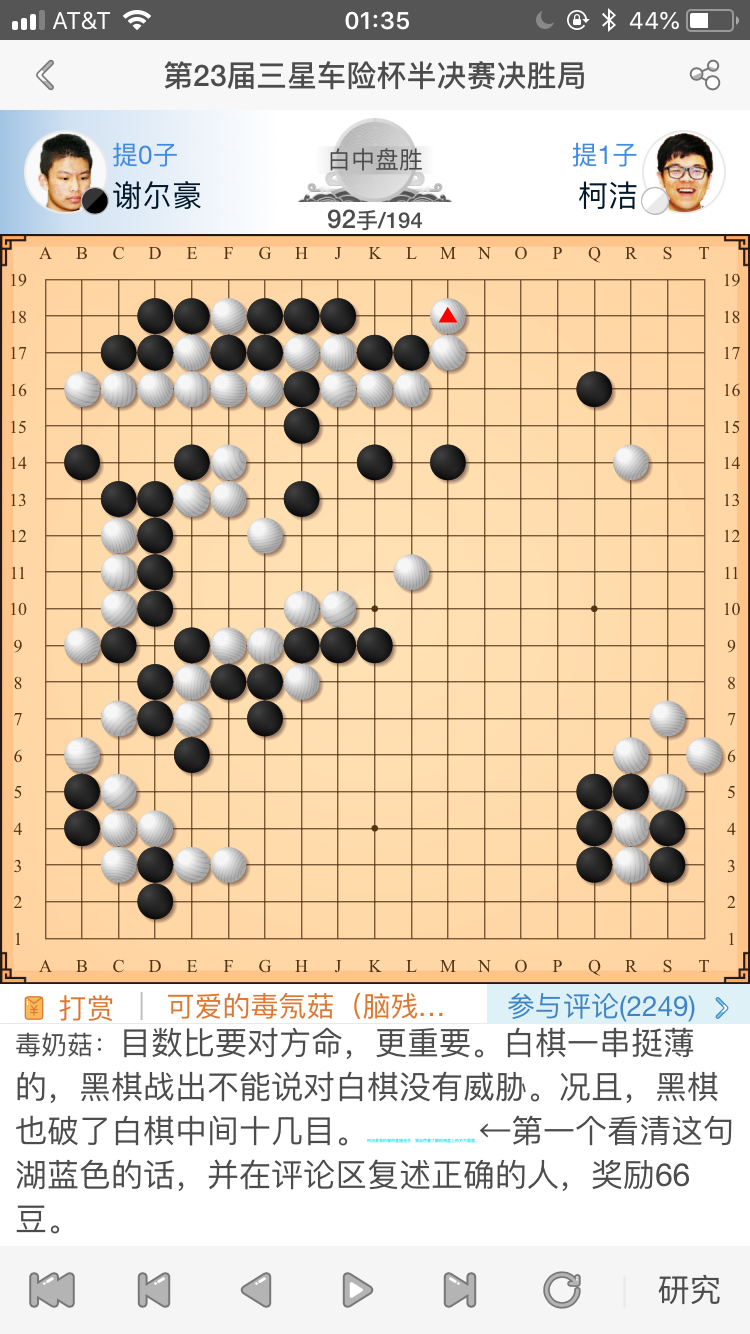 AT&T 01:35 44%
第23届三星车险杯半决赛决胜局
提0子 白中盘胜 提1子
谢尔豪 柯洁
92手/194
A B C D E F G H J K L M N O P Q R S T
19 19
18 18
17 17
16 16
15 15
14 14
13 13
12 12
11 11
10 10
9 9
8 8
7 7
6 6
5 5
4 4
3 3
2 2
1 1
A B C D E F G H J K L M N O P Q R S T
打赏 可爱的毒氖菇（脑残... 参与评论(2249)
毒奶菇：目数比要对方命，更重要。白棋一串挺薄
的，黑棋战出不能说对白棋没有威胁。况且，黑棋
也破了白棋中间十几目。 ←第一个看清这句
湖蓝色的话，并在评论区复述正确的人，奖励66
豆。
研究